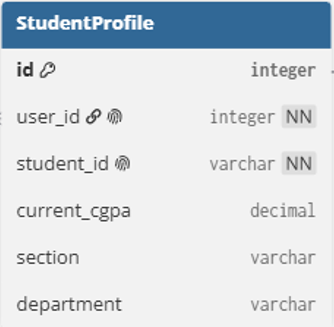 StudentProfile
id integer
user_id integer NN
student_id varchar NN
current_cgpa decimal
section varchar
department varchar